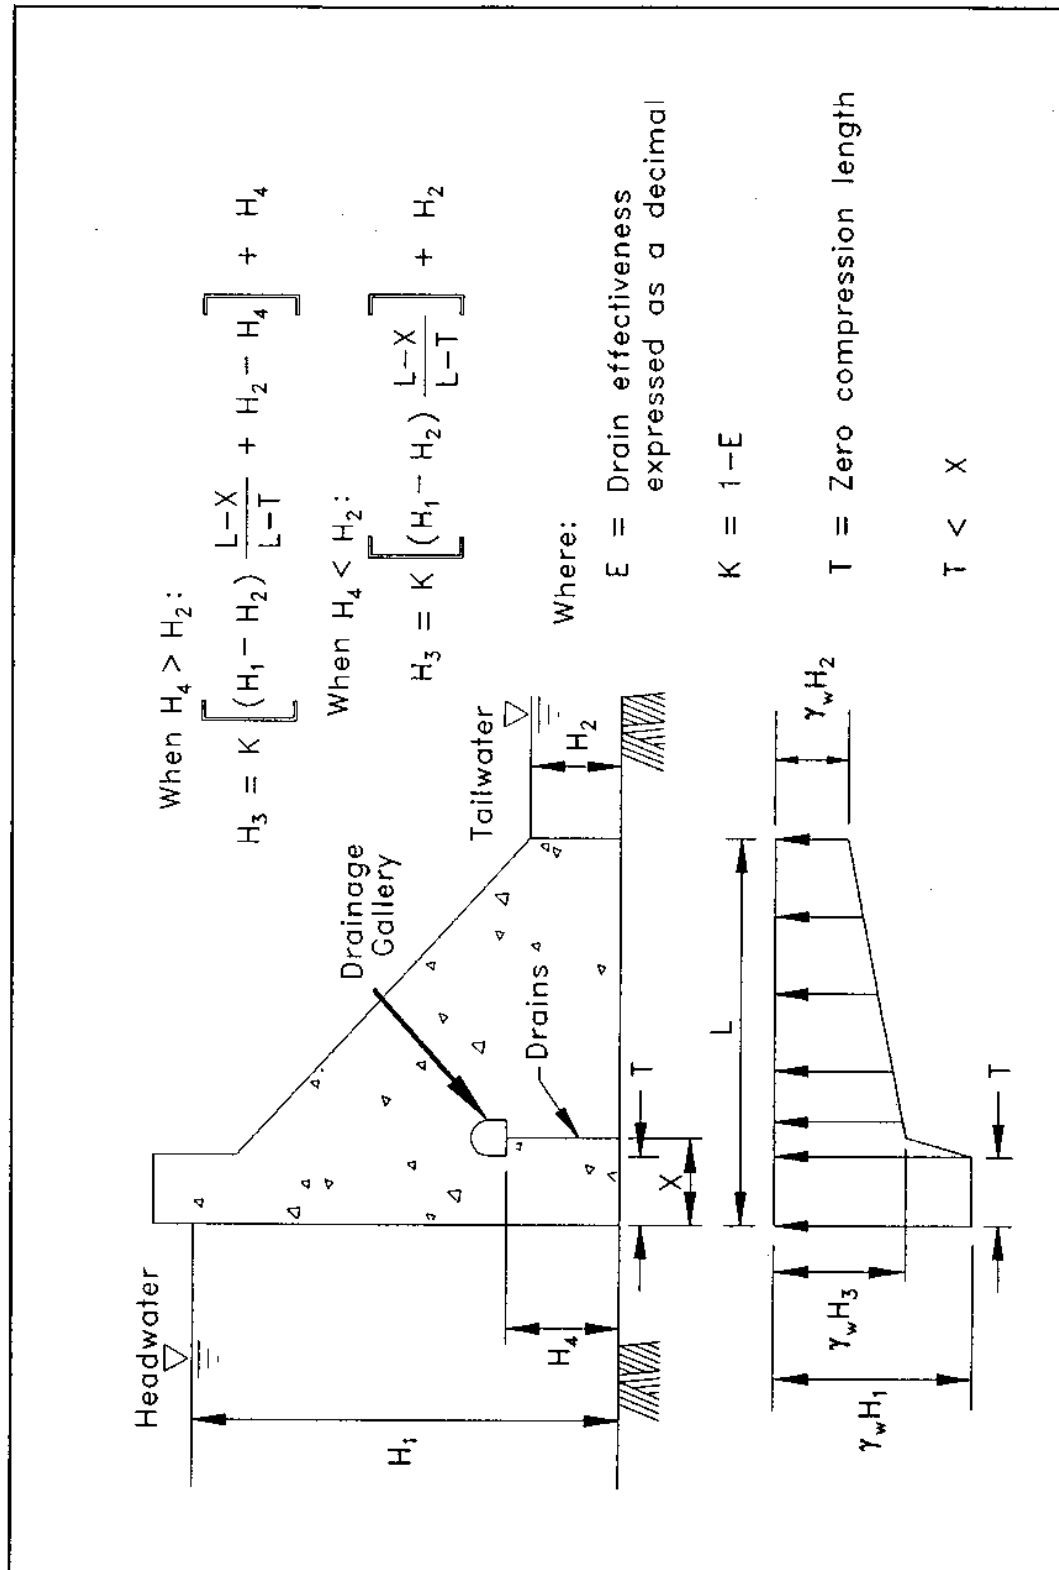 When H₄ > H₂:
H₃ = K [(H₁ − H₂) L−X/L−T + H₂ − H₄] + H₄
When H₄ < H₂:
H₃ = K [(H₁ − H₂) L−X/L−T] + H₂
Where:
E = Drain effectiveness
expressed as a decimal
K = 1−E
T = Zero compression length
T < X
Headwater
Tailwater
Drainage
Gallery
Drains
H₁
H₄
H₂
X
T
L
γwH₁
γwH₃
γwH₂
T